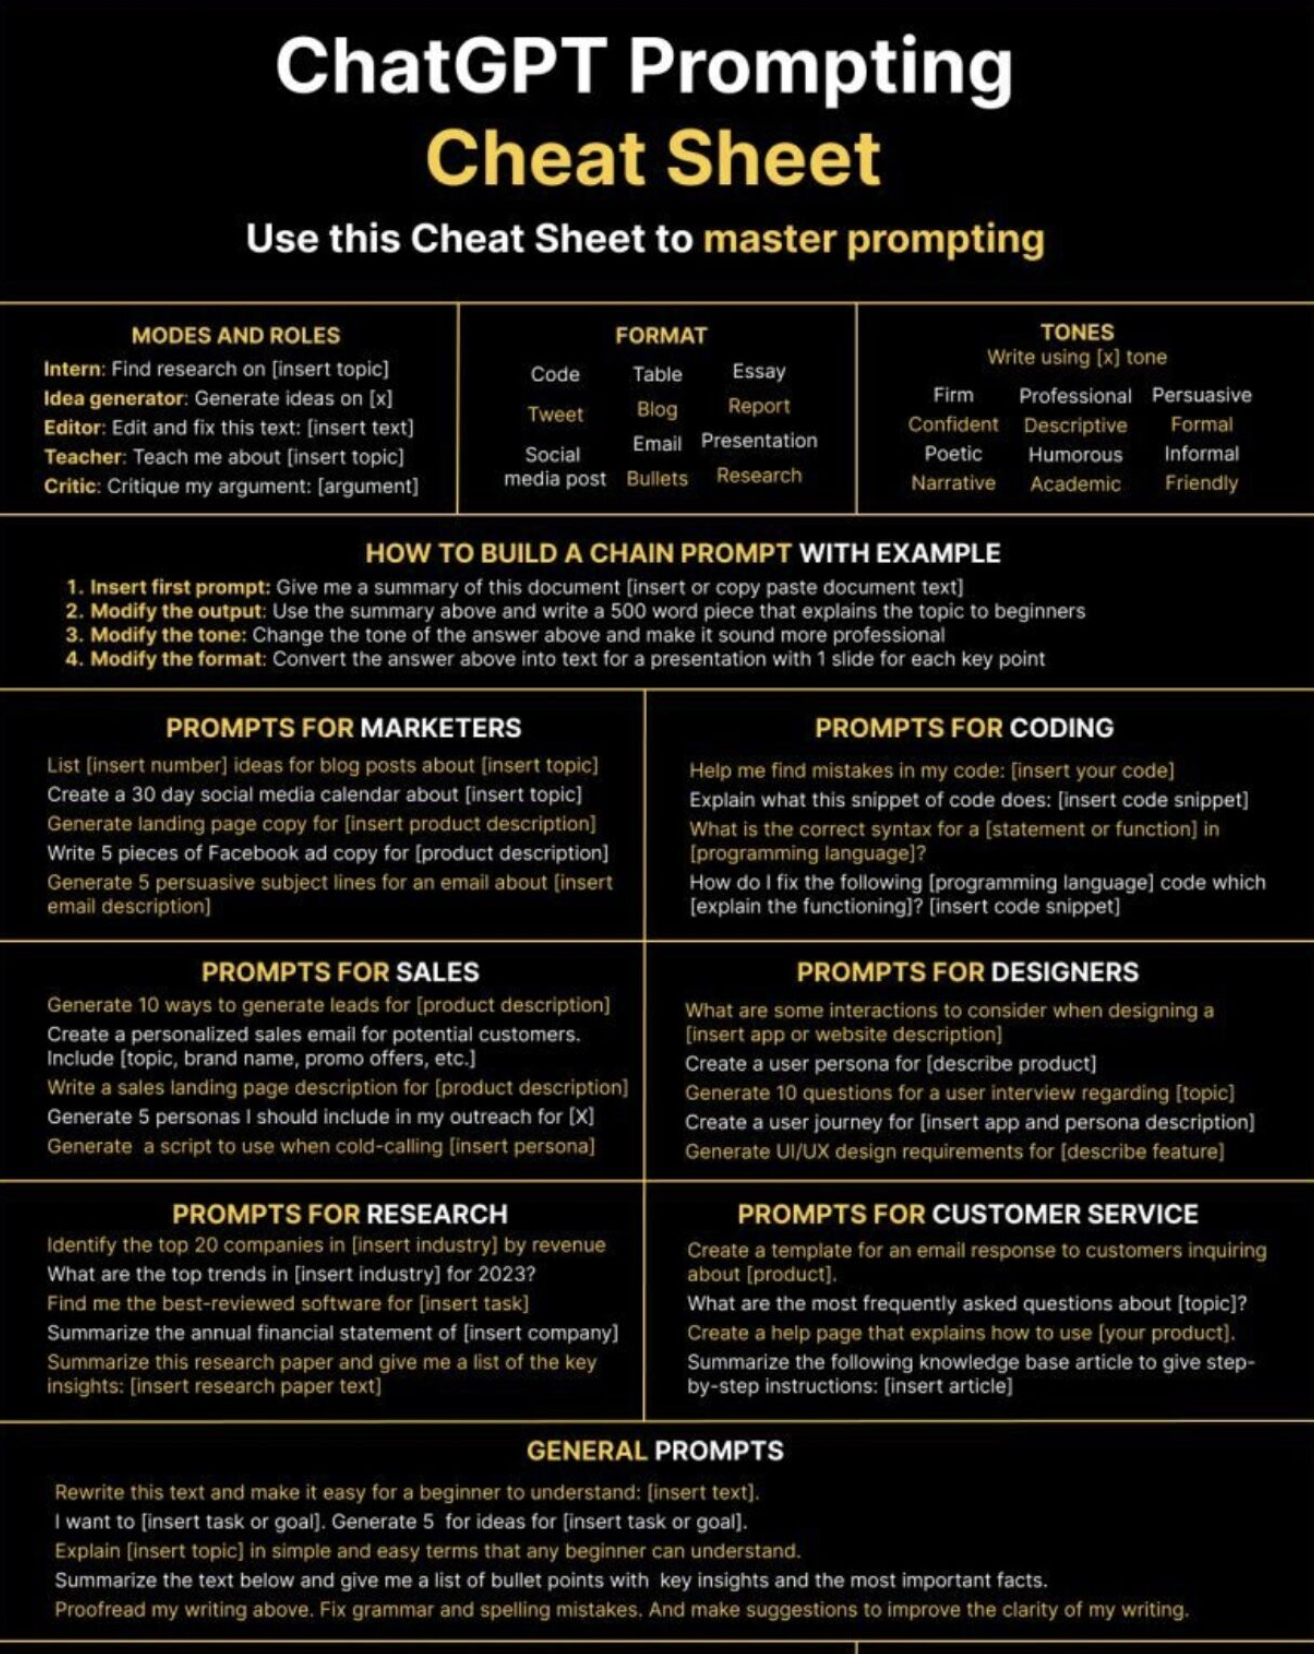 ChatGPT Prompting
Cheat Sheet
Use this Cheat Sheet to master prompting
MODES AND ROLES
Intern: Find research on [insert topic]
Idea generator: Generate ideas on [x]
Editor: Edit and fix this text: [insert text]
Teacher: Teach me about [insert topic]
Critic: Critique my argument: [argument]
FORMAT
Code Table Essay
Tweet Blog Report
Social
media post
Email Presentation
Bullets Research
TONES
Write using [x] tone
Firm Professional Persuasive
Confident Descriptive Formal
Poetic Humorous Informal
Narrative Academic Friendly
HOW TO BUILD A CHAIN PROMPT WITH EXAMPLE
1. Insert first prompt: Give me a summary of this document [insert or copy paste document text]
2. Modify the output: Use the summary above and write a 500 word piece that explains the topic to beginners
3. Modify the tone: Change the tone of the answer above and make it sound more professional
4. Modify the format: Convert the answer above into text for a presentation with 1 slide for each key point
PROMPTS FOR MARKETERS
List [insert number] ideas for blog posts about [insert topic]
Create a 30 day social media calendar about [insert topic]
Generate landing page copy for [insert product description]
Write 5 pieces of Facebook ad copy for [product description]
Generate 5 persuasive subject lines for an email about [insert
email description]
PROMPTS FOR CODING
Help me find mistakes in my code: [insert your code]
Explain what this snippet of code does: [insert code snippet]
What is the correct syntax for a [statement or function] in
[programming language]?
How do I fix the following [programming language] code which
[explain the functioning]? [insert code snippet]
PROMPTS FOR SALES
Generate 10 ways to generate leads for [product description]
Create a personalized sales email for potential customers.
Include [topic, brand name, promo offers, etc.]
Write a sales landing page description for [product description]
Generate 5 personas I should include in my outreach for [X]
Generate a script to use when cold-calling [insert persona]
PROMPTS FOR DESIGNERS
What are some interactions to consider when designing a
[insert app or website description]
Create a user persona for [describe product]
Generate 10 questions for a user interview regarding [topic]
Create a user journey for [insert app and persona description]
Generate UI/UX design requirements for [describe feature]
PROMPTS FOR RESEARCH
Identify the top 20 companies in [insert industry] by revenue
What are the top trends in [insert industry] for 2023?
Find me the best-reviewed software for [insert task]
Summarize the annual financial statement of [insert company]
Summarize this research paper and give me a list of the key
insights: [insert research paper text]
PROMPTS FOR CUSTOMER SERVICE
Create a template for an email response to customers inquiring
about [product].
What are the most frequently asked questions about [topic]?
Create a help page that explains how to use [your product].
Summarize the following knowledge base article to give step-
by-step instructions: [insert article]
GENERAL PROMPTS
Rewrite this text and make it easy for a beginner to understand: [insert text].
I want to [insert task or goal]. Generate 5 for ideas for [insert task or goal].
Explain [insert topic] in simple and easy terms that any beginner can understand.
Summarize the text below and give me a list of bullet points with key insights and the most important facts.
Proofread my writing above. Fix grammar and spelling mistakes. And make suggestions to improve the clarity of my writing.